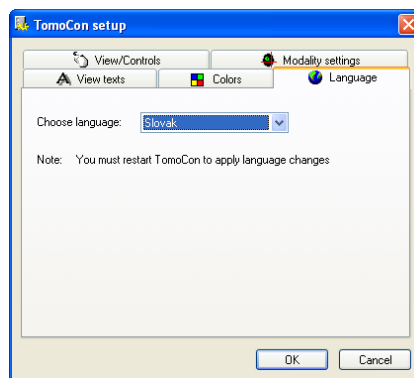 TomoCon setup
View/Controls
Modality settings
View texts
Colors
Language
Choose language:
Slovak
Note: You must restart TomoCon to apply language changes
OK
Cancel